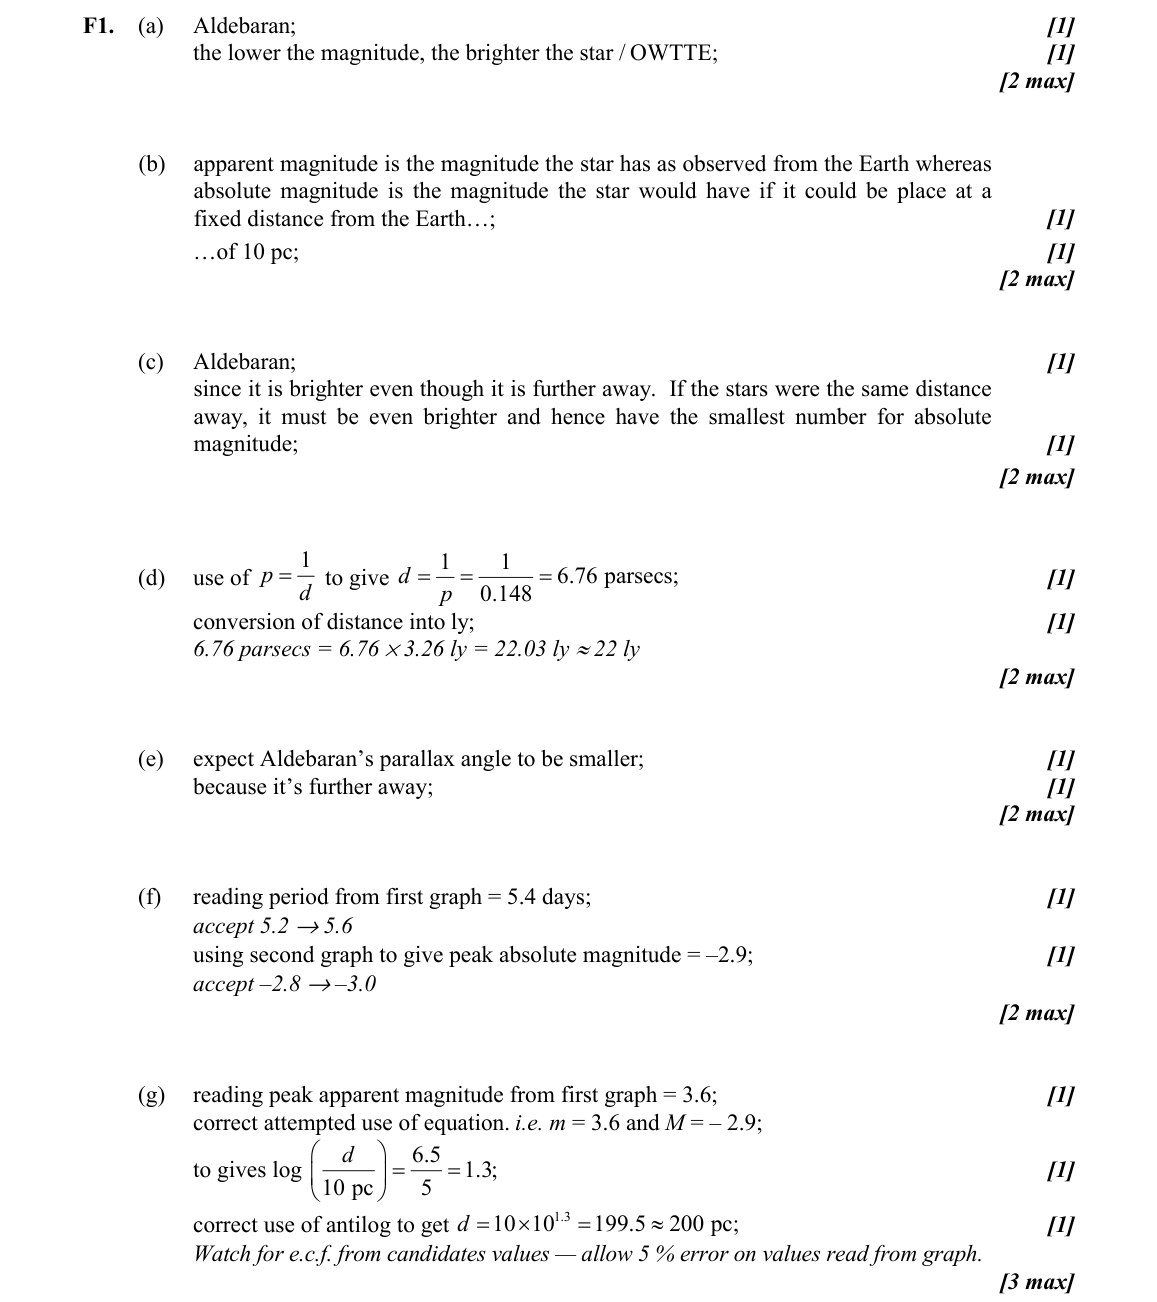 F1. (a) Aldebaran; [1]
the lower the magnitude, the brighter the star / OWTTE; [1]
[2 max]
(b) apparent magnitude is the magnitude the star has as observed from the Earth whereas
absolute magnitude is the magnitude the star would have if it could be place at a
fixed distance from the Earth…; [1]
…of 10 pc; [1]
[2 max]
(c) Aldebaran; [1]
since it is brighter even though it is further away. If the stars were the same distance
away, it must be even brighter and hence have the smallest number for absolute
magnitude; [1]
[2 max]
(d) use of p = 1/d to give d = 1/p = 1/0.148 = 6.76 parsecs; [1]
conversion of distance into ly; [1]
6.76 parsecs = 6.76 × 3.26 ly = 22.03 ly ≈ 22 ly
[2 max]
(e) expect Aldebaran’s parallax angle to be smaller; [1]
because it’s further away; [1]
[2 max]
(f) reading period from first graph = 5.4 days; [1]
accept 5.2 → 5.6
using second graph to give peak absolute magnitude = –2.9; [1]
accept –2.8 → –3.0
[2 max]
(g) reading peak apparent magnitude from first graph = 3.6; [1]
correct attempted use of equation. i.e. m = 3.6 and M = – 2.9;
to gives log (d/10 pc) = 6.5/5 = 1.3; [1]
correct use of antilog to get d = 10×10^1.3 = 199.5 ≈ 200 pc; [1]
Watch for e.c.f. from candidates values — allow 5 % error on values read from graph.
[3 max]